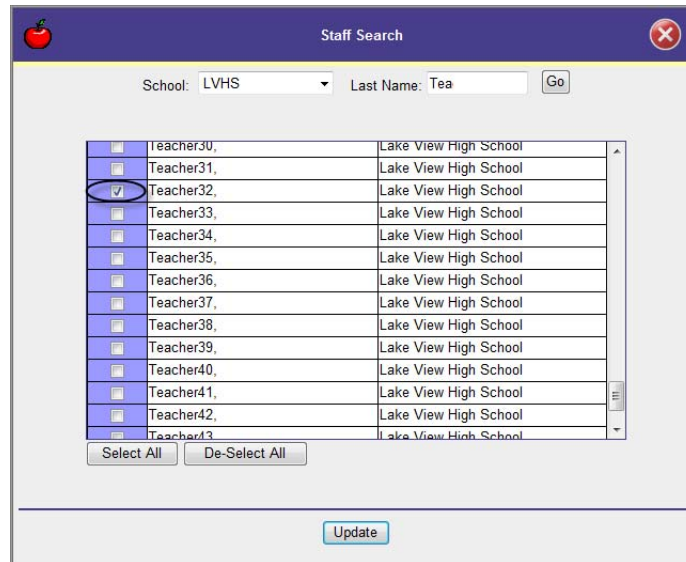 Staff Search
School: LVHS Last Name: Tea Go
Teacher30, Lake View High School
Teacher31, Lake View High School
Teacher32, Lake View High School
Teacher33, Lake View High School
Teacher34, Lake View High School
Teacher35, Lake View High School
Teacher36, Lake View High School
Teacher37, Lake View High School
Teacher38, Lake View High School
Teacher39, Lake View High School
Teacher40, Lake View High School
Teacher41, Lake View High School
Teacher42, Lake View High School
Teacher43, Lake View High School
Select All De-Select All
Update